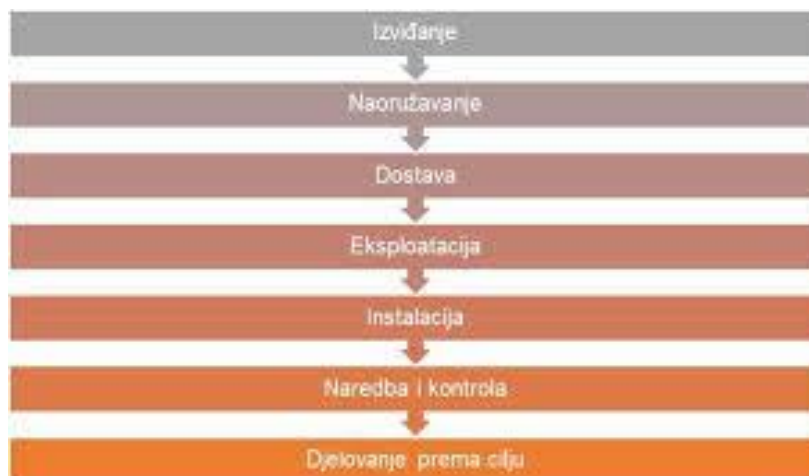 Izviđanje
Naoružavanje
Dostava
Eksploatacija
Instalacija
Naredba i kontrola
Djelovanje prema cilju